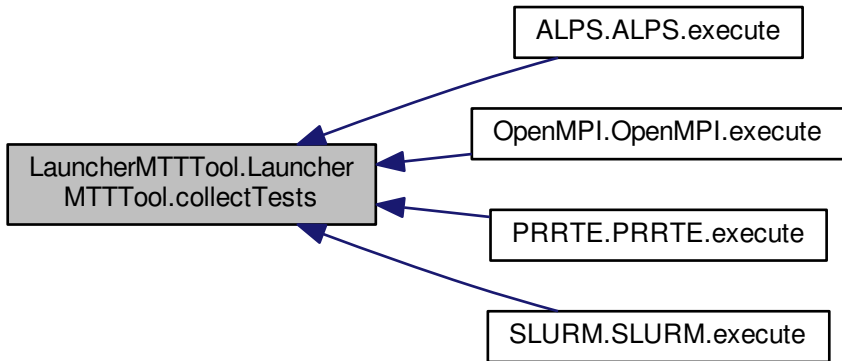 ALPS.ALPS.execute
OpenMPI.OpenMPI.execute
LauncherMTTTool.Launcher
MTTTool.collectTests
PRRTE.PRRTE.execute
SLURM.SLURM.execute